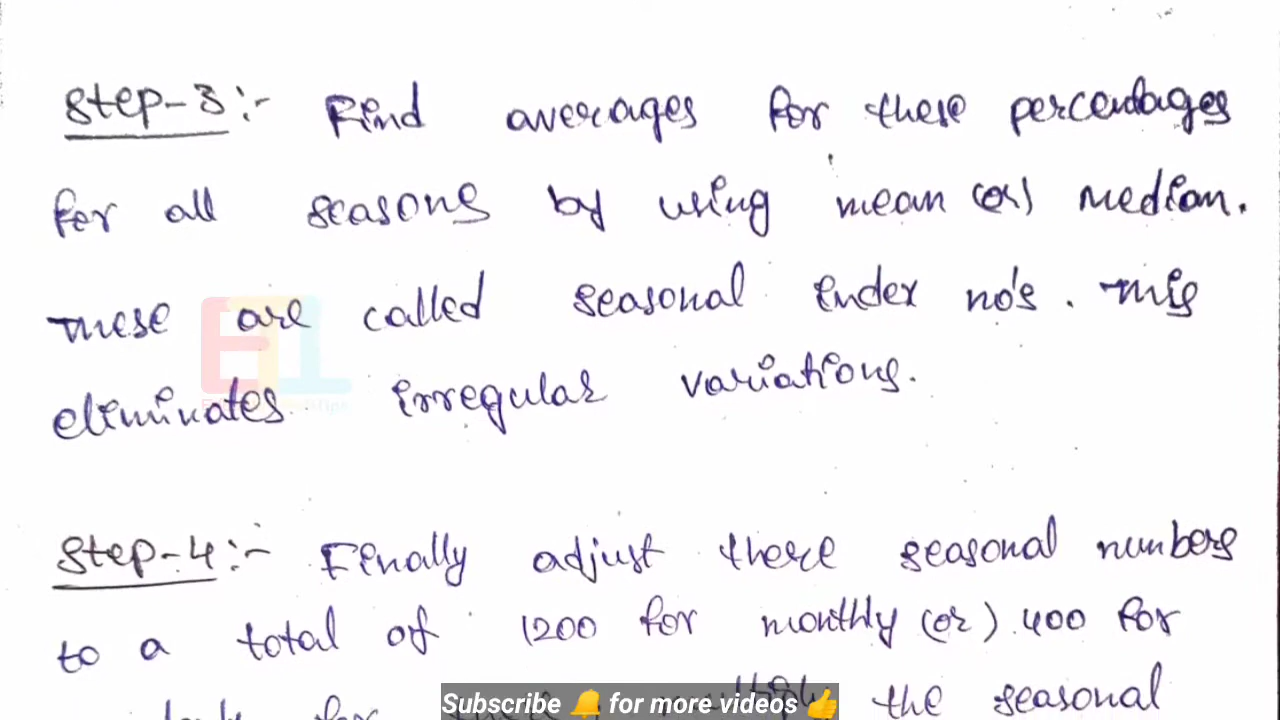 Step-3:- Find averages for these percentages
for all seasons by using mean (or) median.
These are called seasonal index no's. This
eliminates irregular variations.
Step-4:- Finally adjust these seasonal numbers
to a total of 1200 for monthly (or) 400 for
the seasonal
Subscribe 🔔 for more videos 👍